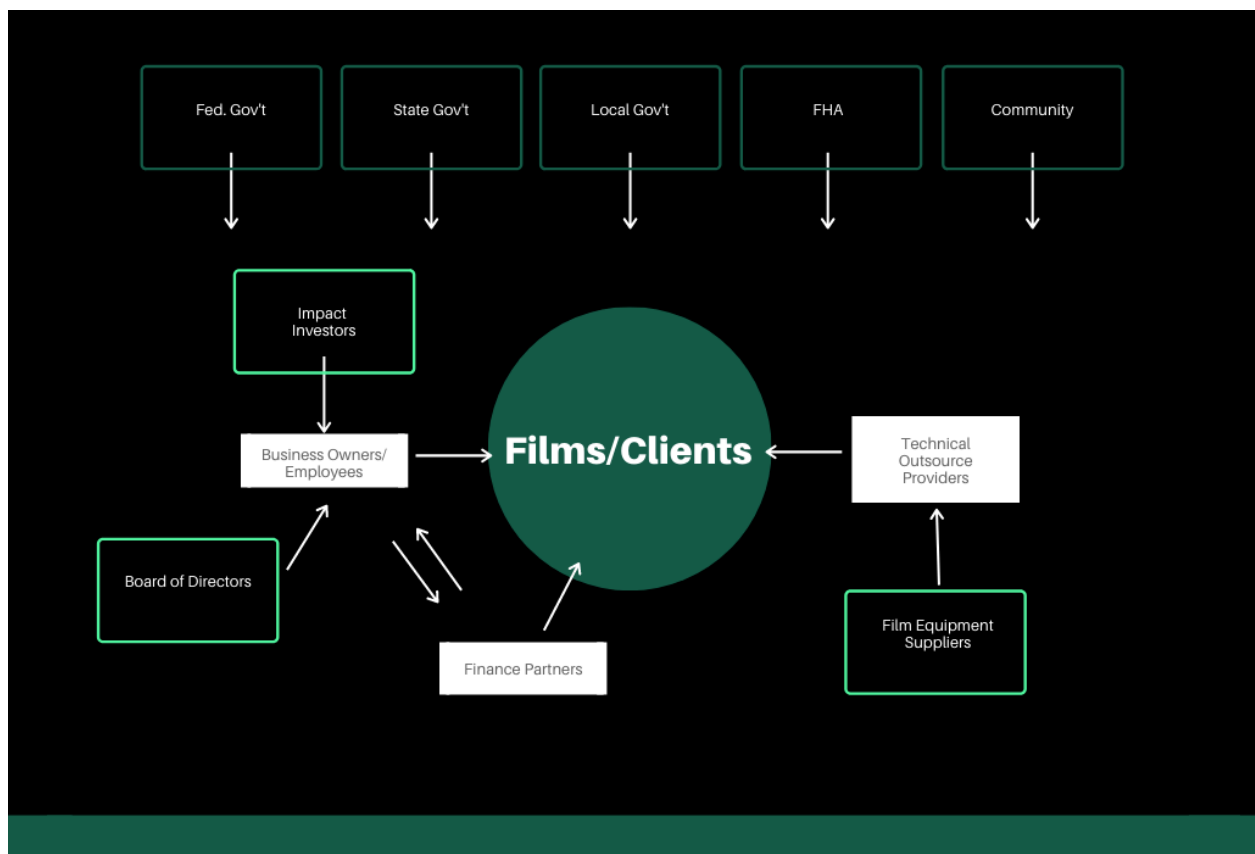 Fed. Gov't
State Gov't
Local Gov't
FHA
Community
Impact
Investors
Films/Clients
Business Owners/
Employees
Technical
Outsource
Providers
Board of Directors
Film Equipment
Suppliers
Finance Partners